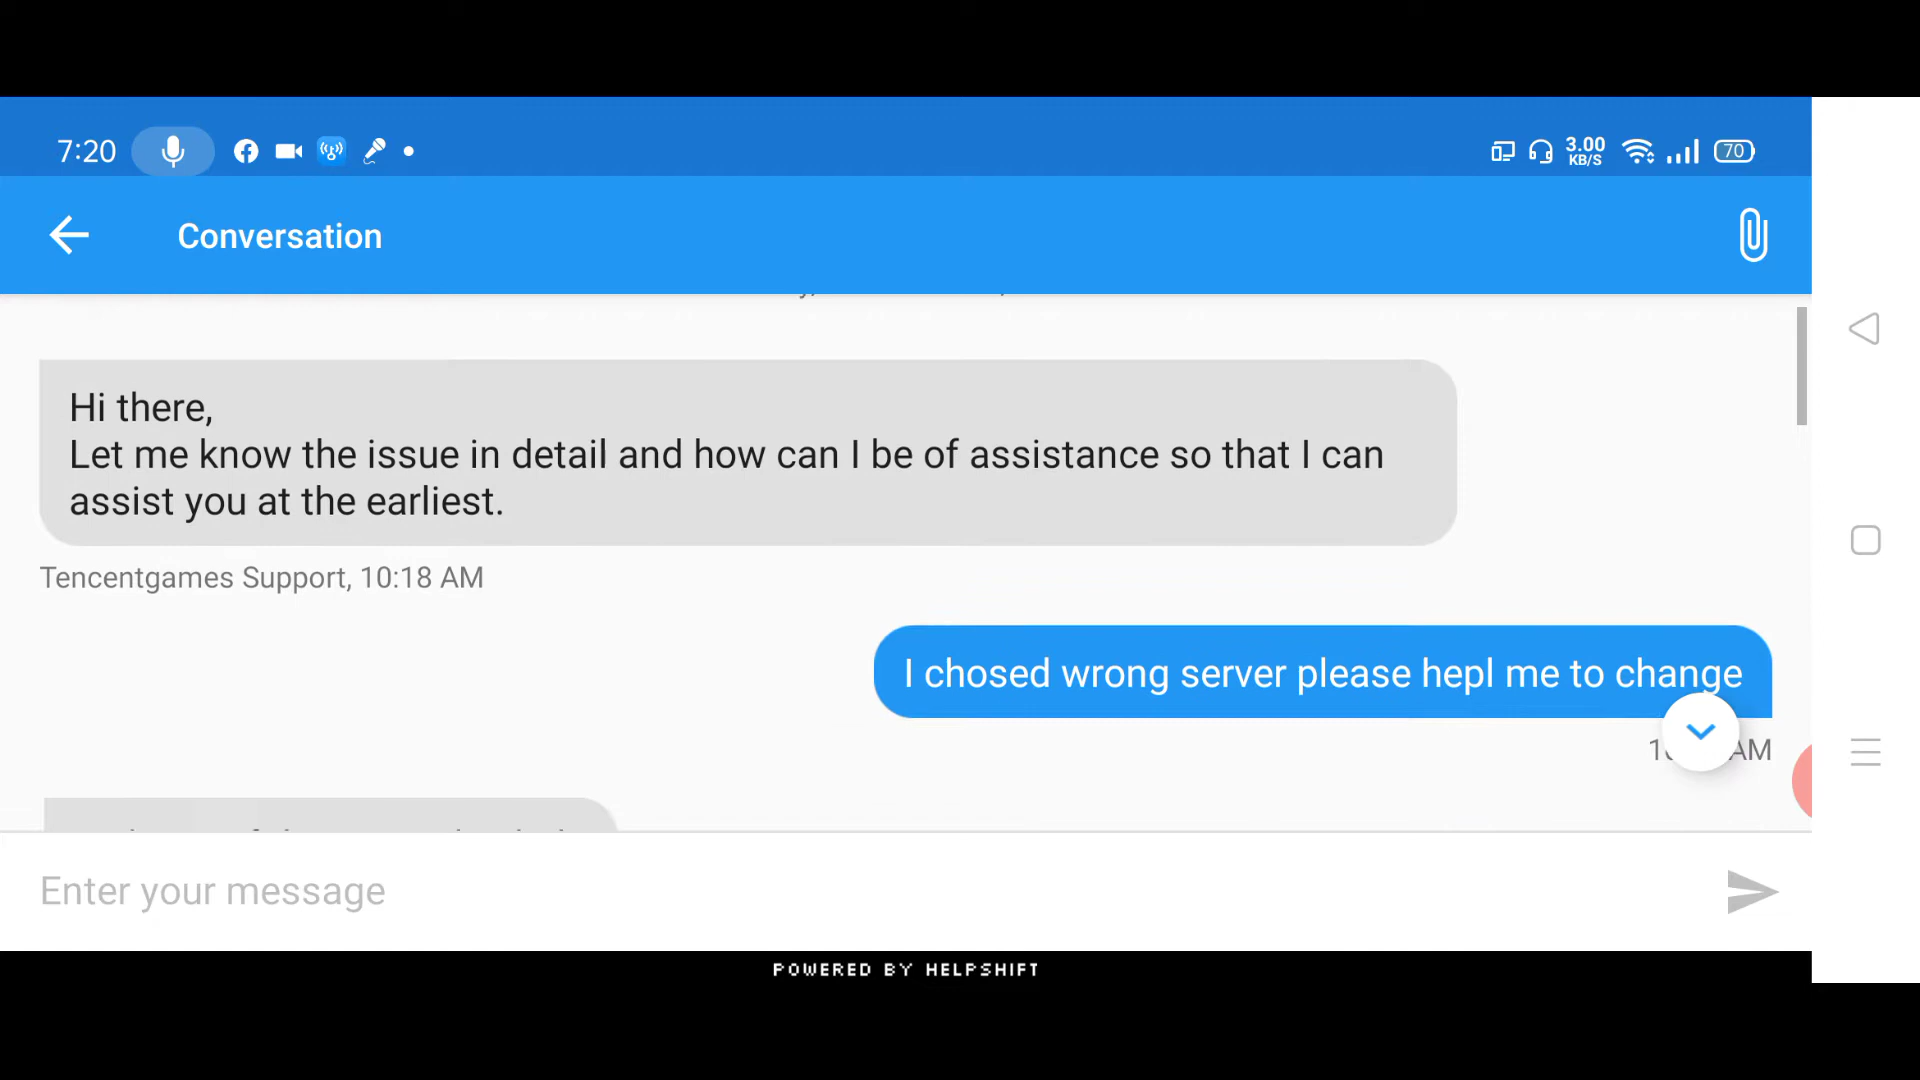 7:20
3.00
KB/S
70
Conversation
Hi there,
Let me know the issue in detail and how can I be of assistance so that I can
assist you at the earliest.
Tencentgames Support, 10:18 AM
I chosed wrong server please hepl me to change
AM
Enter your message
POWERED BY HELPSHIFT